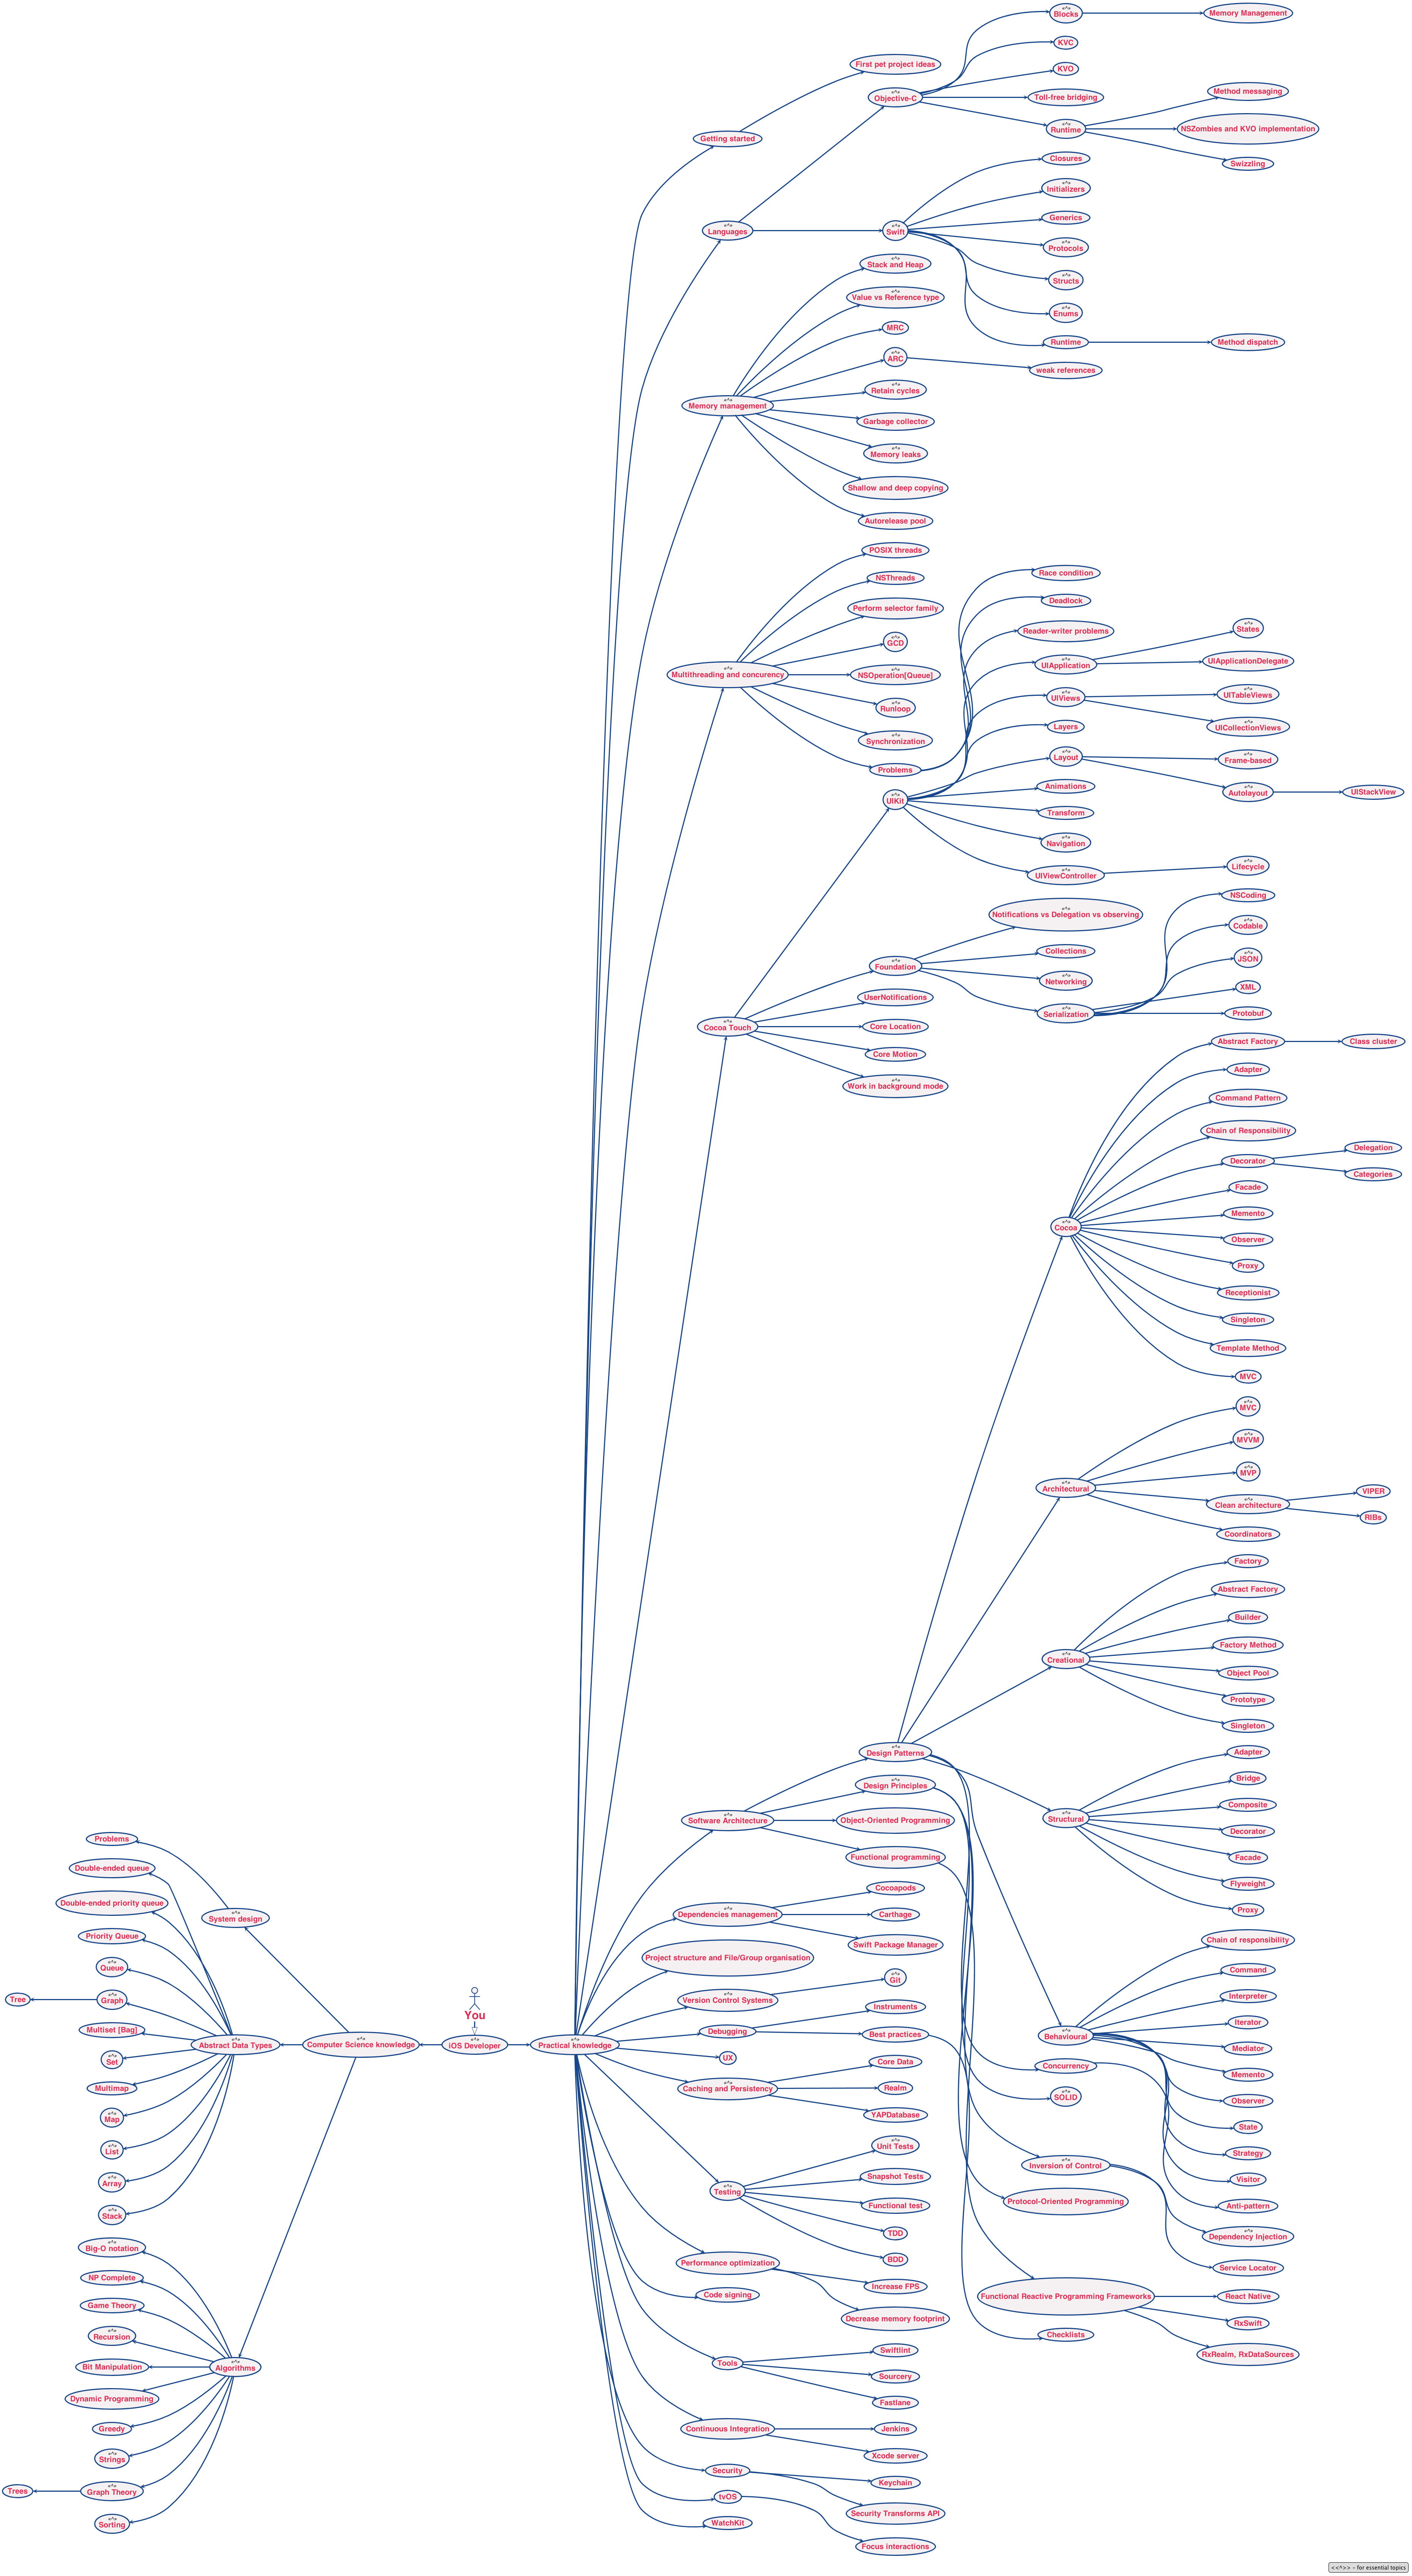 <<^>>
Blocks
Memory Management
KVC
First pet project ideas
KVO
<<^>>
Objective-C
Toll-free bridging
Method messaging
<<^>>
Runtime
NSZombies and KVO implementation
Getting started
Swizzling
Closures
<<^>>
Initializers
Generics
<<^>>
Languages
<<^>>
Swift
<<^>>
Protocols
<<^>>
Stack and Heap
<<^>>
Structs
<<^>>
Value vs Reference type
<<^>>
Enums
MRC
Runtime
Method dispatch
<<^>>
ARC
weak references
<<^>>
Retain cycles
<<^>>
Memory management
Garbage collector
<<^>>
Memory leaks
Shallow and deep copying
Autorelease pool
POSIX threads
NSThreads
Race condition
Perform selector family
Deadlock
<<^>>
GCD
Reader-writer problems
<<^>>
States
<<^>>
Multithreading and concurency
<<^>>
NSOperation[Queue]
<<^>>
UIApplication
UIApplicationDelegate
<<^>>
Runloop
<<^>>
UIViews
<<^>>
UITableViews
<<^>>
Synchronization
Layers
<<^>>
UICollectionViews
Problems
<<^>>
Layout
<<^>>
Frame-based
<<^>>
UIKit
Animations
<<^>>
Autolayout
UIStackView
Transform
<<^>>
Navigation
<<^>>
UIViewController
<<^>>
Lifecycle
NSCoding
<<^>>
Notifications vs Delegation vs observing
<<^>>
Codable
Collections
<<^>>
JSON
<<^>>
Foundation
<<^>>
Networking
XML
UserNotifications
<<^>>
Serialization
Protobuf
<<^>>
Cocoa Touch
Core Location
Core Motion
<<^>>
Work in background mode
Abstract Factory
Class cluster
Adapter
Command Pattern
Chain of Responsibility
Decorator
Delegation
Categories
Facade
Memento
<<^>>
Cocoa
Observer
Proxy
Receptionist
Singleton
Template Method
MVC
<<^>>
MVC
<<^>>
MVVM
<<^>>
MVP
<<^>>
Architectural
<<^>>
Clean architecture
VIPER
RIBs
Coordinators
Factory
Abstract Factory
Builder
Factory Method
<<^>>
Creational
Object Pool
Prototype
Singleton
<<^>>
Design Patterns
Adapter
<<^>>
Design Principles
Bridge
Composite
<<^>>
Software Architecture
Object-Oriented Programming
<<^>>
Structural
Decorator
<<^>>
Functional programming
Facade
Flyweight
Proxy
Problems
Double-ended queue
Double-ended priority queue
<<^>>
System design
Priority Queue
<<^>>
Queue
<<^>>
Graph
Tree
Multiset [Bag]
<<^>>
Abstract Data Types
<<^>>
Computer Science knowledge
You
<<^>>
iOS Developer
<<^>>
Practical knowledge
<<^>>
Set
Multimap
<<^>>
Map
<<^>>
List
<<^>>
Array
<<^>>
Stack
<<^>>
Dependencies management
Cocoapods
Carthage
Swift Package Manager
Project structure and File/Group organisation
<<^>>
Version Control Systems
<<^>>
Git
Debugging
Instruments
Best practices
UX
<<^>>
Caching and Persistency
Core Data
Realm
YAPDatabase
Chain of responsibility
Command
Interpreter
Iterator
<<^>>
Behavioural
Mediator
Memento
Observer
State
Strategy
Visitor
Anti-pattern
Concurrency
<<^>>
SOLID
<<^>>
Inversion of Control
<<^>>
Dependency Injection
Service Locator
Protocol-Oriented Programming
<<^>>
Testing
<<^>>
Unit Tests
Snapshot Tests
Functional test
TDD
BDD
<<^>>
Big-O notation
NP Complete
Game Theory
<<^>>
Recursion
Bit Manipulation
<<^>>
Algorithms
Dynamic Programming
Greedy
<<^>>
Strings
<<^>>
Graph Theory
Trees
<<^>>
Sorting
Performance optimization
Increase FPS
Decrease memory footprint
Code signing
Functional Reactive Programming Frameworks
React Native
RxSwift
RxRealm, RxDataSources
Checklists
Tools
Swiftlint
Sourcery
Fastlane
Continuous Integration
Jenkins
Xcode server
Security
Keychain
Security Transforms API
tvOS
Focus interactions
WatchKit
<<^>> - for essential topics